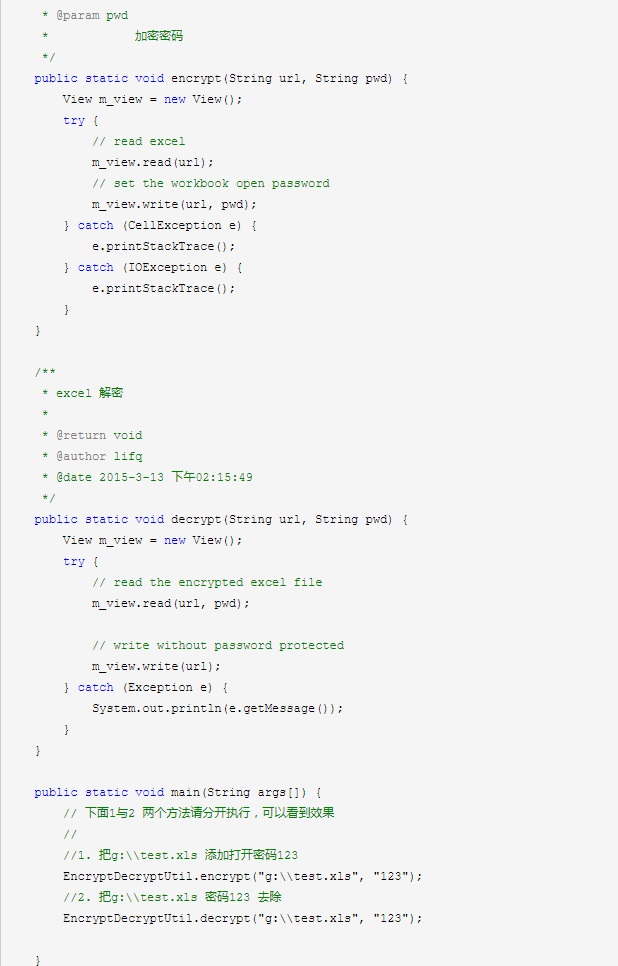 * @param pwd
*            加密密码
*/
public static void encrypt(String url, String pwd) {
View m_view = new View();
try {
// read excel
m_view.read(url);
// set the workbook open password
m_view.write(url, pwd);
} catch (CellException e) {
e.printStackTrace();
} catch (IOException e) {
e.printStackTrace();
}
}
/**
* excel 解密
*
* @return void
* @author lifq
* @date 2015-3-13 下午02:15:49
*/
public static void decrypt(String url, String pwd) {
View m_view = new View();
try {
// read the encrypted excel file
m_view.read(url, pwd);
// write without password protected
m_view.write(url);
} catch (Exception e) {
System.out.println(e.getMessage());
}
}
public static void main(String args[]) {
// 下面1与2 两个方法请分开执行，可以看到效果
//
//1. 把g:\\test.xls 添加打开密码123
EncryptDecryptUtil.encrypt("g:\\test.xls", "123");
//2. 把g:\\test.xls 密码123 去除
EncryptDecryptUtil.decrypt("g:\\test.xls", "123");
}